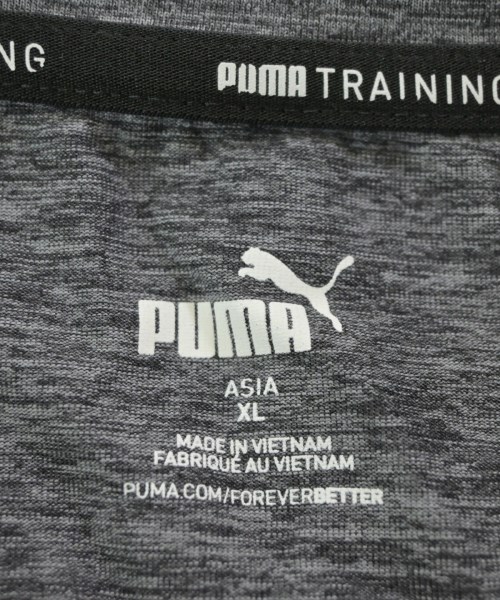 NG PUMA TRAINING
PUMA
ASIA
XL
MADE IN VIETNAM
FABRIQUÉ AU VIETNAM
PUMA.COM/FOREVERBETTER